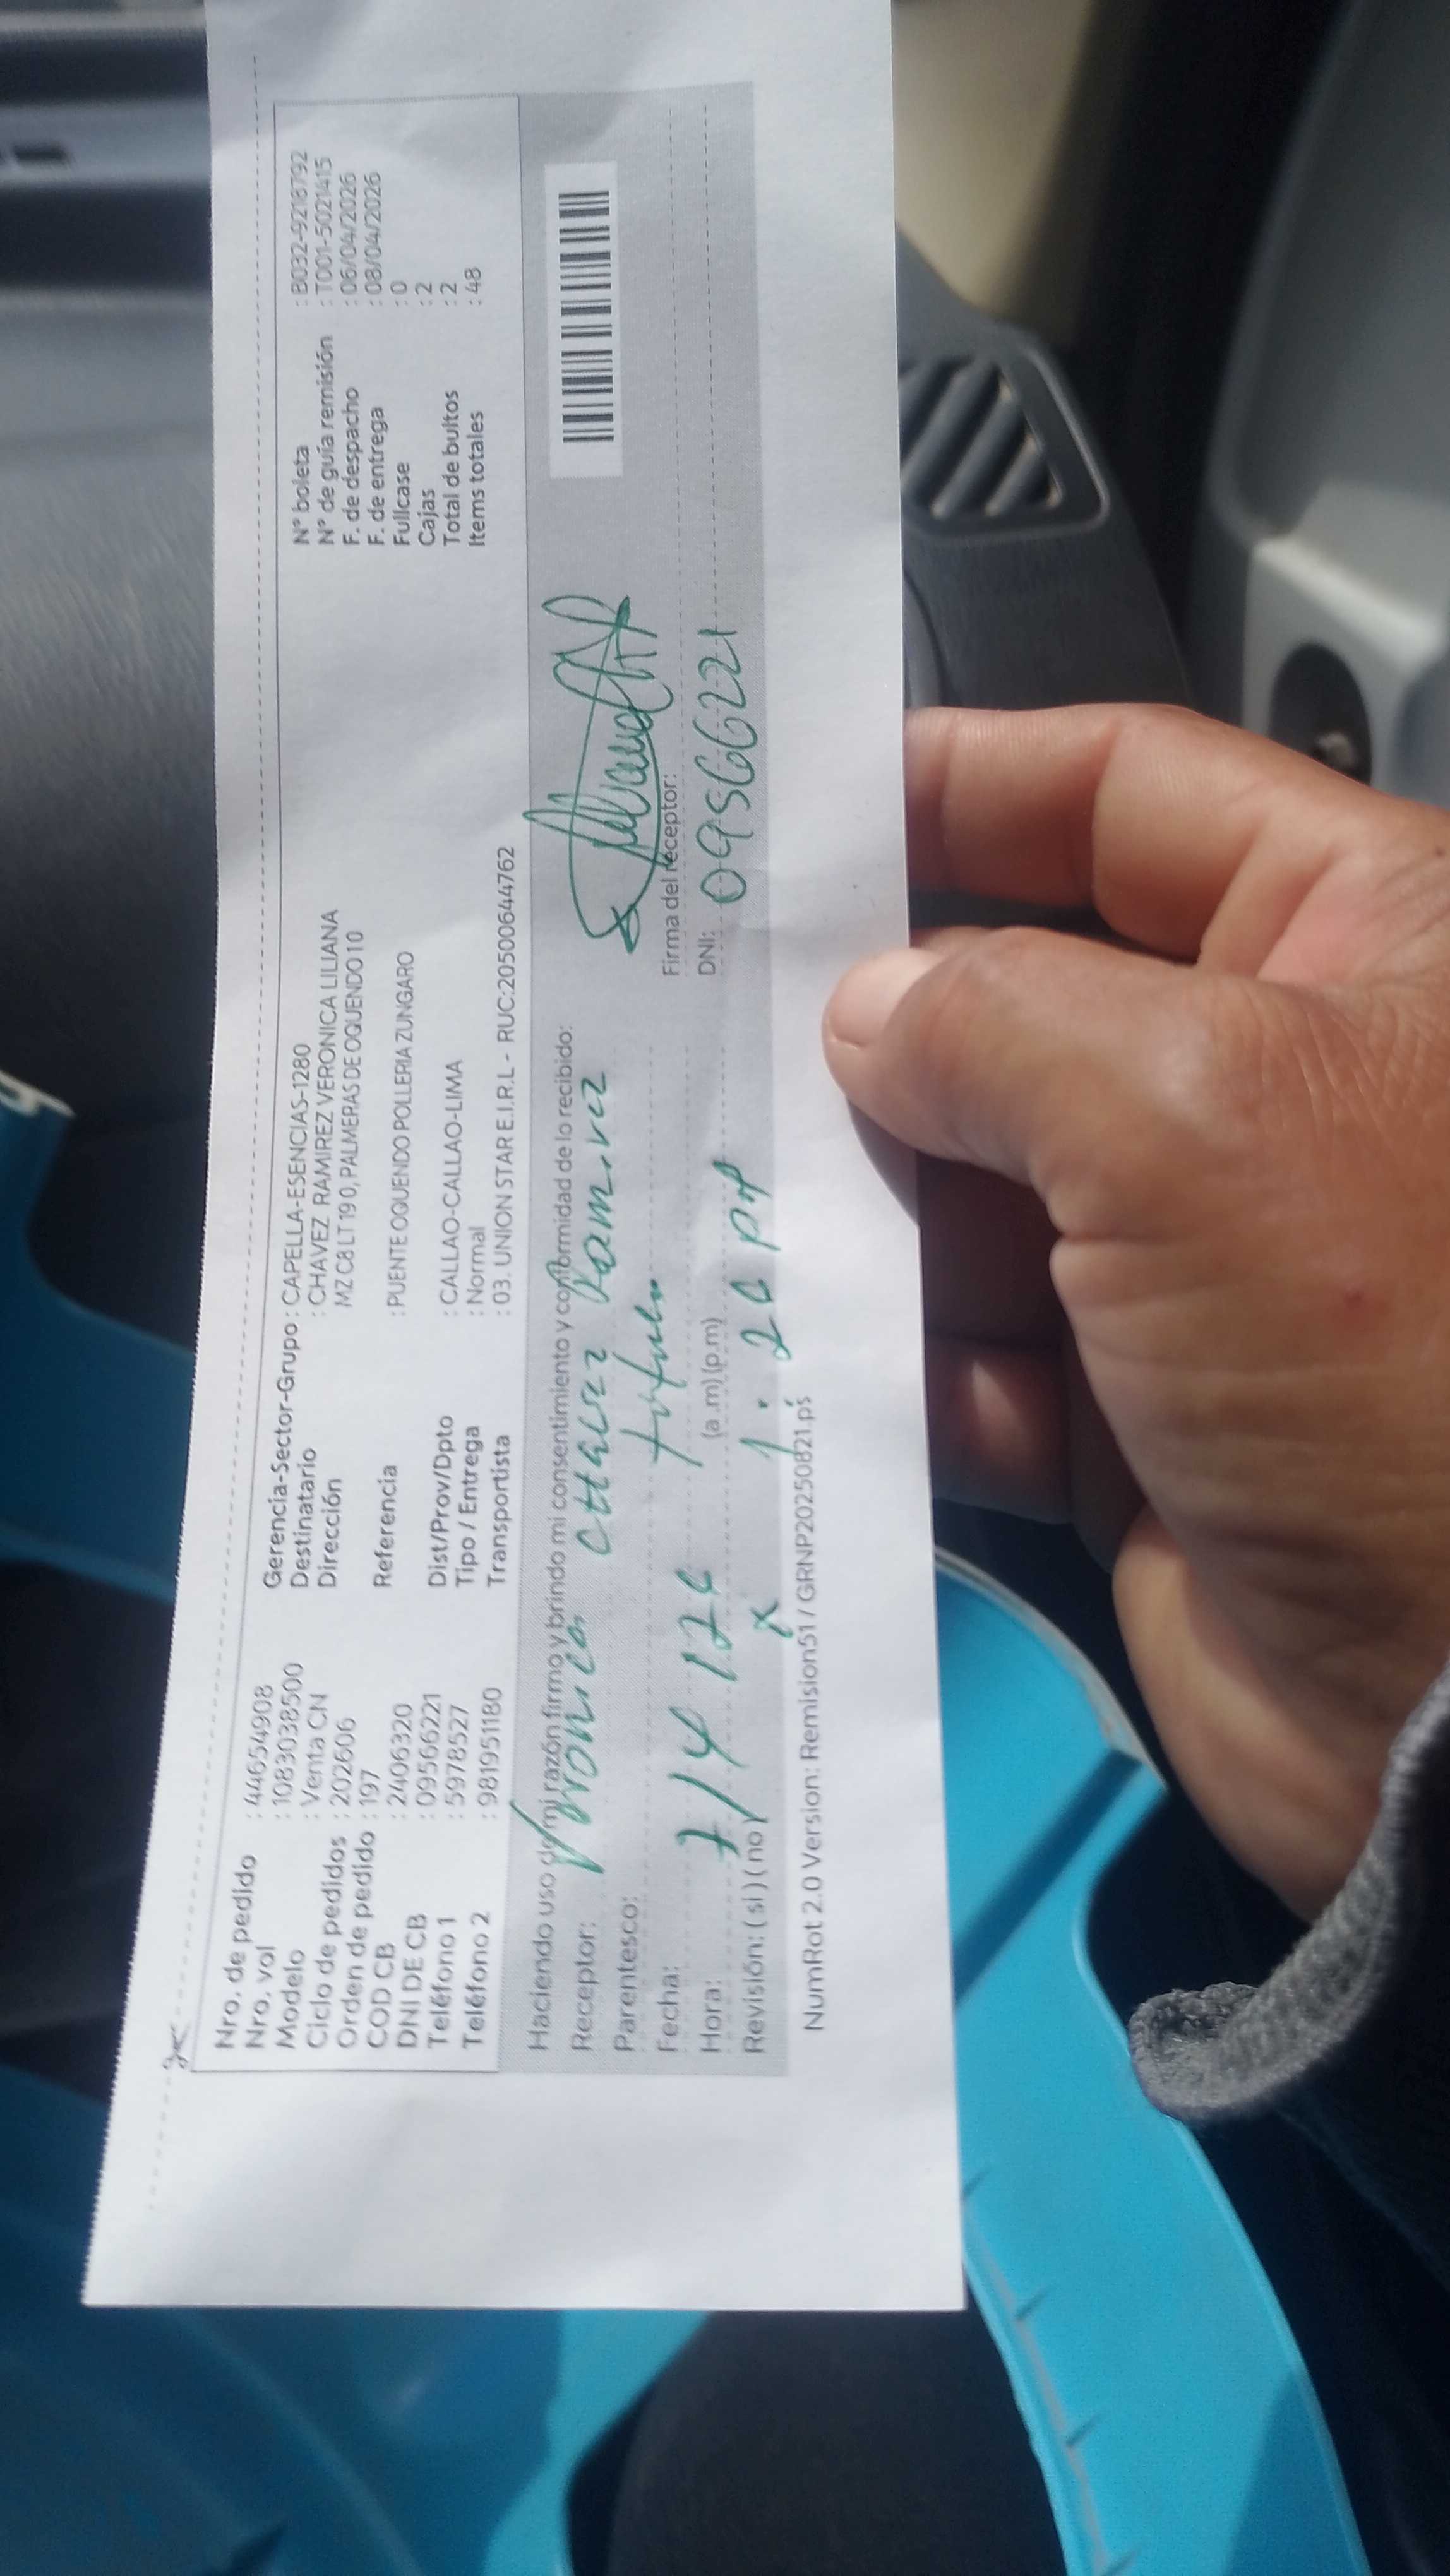 Nro. de pedido : 44654908
Nro. vol : 1083038500
Modelo : Venta CN
Ciclo de pedidos : 202606
Orden de pedido : 197
COD CB : 2406320
DNI DE CB : 09566221
Teléfono 1 : 5978527
Teléfono 2 : 981951180
Gerencia-Sector-Grupo : CAPELLA-ESENCIAS-1280
Destinatario : CHAVEZ RAMIREZ VERONICA LILIANA
Dirección MZ C8 LT 19 0, PALMERAS DE OQUENDO 10
Referencia : PUENTE OQUENDO POLLERIA ZUNGARO
Dist/Prov/Dpto : CALLAO-CALLAO-LIMA
Tipo / Entrega : Normal
Transportista : 03. UNION STAR E.I.R.L - RUC:20500644762
N° boleta : B032-9218792
N° de guía remisión : T001-5021415
F. de despacho : 06/04/2026
F. de entrega : 08/04/2026
Fullcase : 0
Cajas : 2
Total de bultos : 2
Items totales : 48
Haciendo uso de mi razón firmo y brindo mi consentimiento y conformidad de lo recibido:
Receptor: Veronica Chavez Ramirez
Parentesco: titular
Fecha: 7/4/26
Hora: 1:20 pm (a.m) (p.m)
Revisión: ( si ) ( no ) x
Firma del receptor:
DNI: 09566221
NumRot 2.0 Version: Remision51 / GRNP20250821.ps